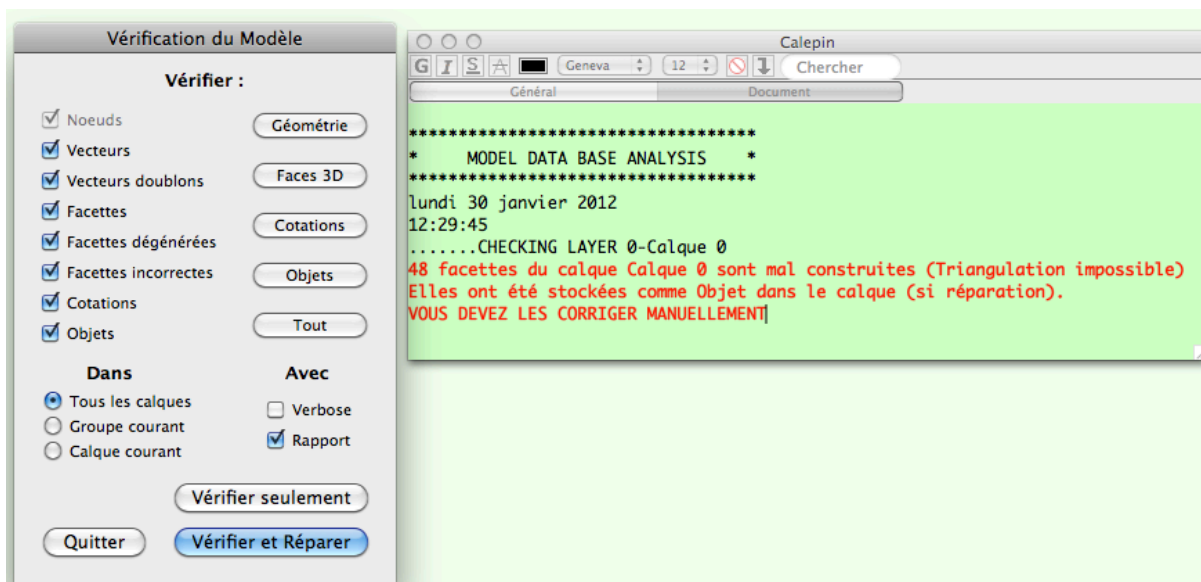 Vérification du Modèle
Vérifier :
Noeuds
Géométrie
Vecteurs
Vecteurs doublons
Faces 3D
Facettes
Facettes dégénérées
Cotations
Facettes incorrectes
Objets
Cotations
Objets
Tout
Dans
Avec
Tous les calques
Verbose
Groupe courant
Calque courant
Rapport
Vérifier seulement
Quitter
Vérifier et Réparer
Calepin
G I S A Geneva 12 Chercher
Général Document
***********************************
* MODEL DATA BASE ANALYSIS *
***********************************
lundi 30 janvier 2012
12:29:45
.......CHECKING LAYER 0-Calque 0
48 facettes du calque Calque 0 sont mal construites (Triangulation impossible)
Elles ont été stockées comme Objet dans le calque (si réparation).
VOUS DEVEZ LES CORRIGER MANUELLEMENT